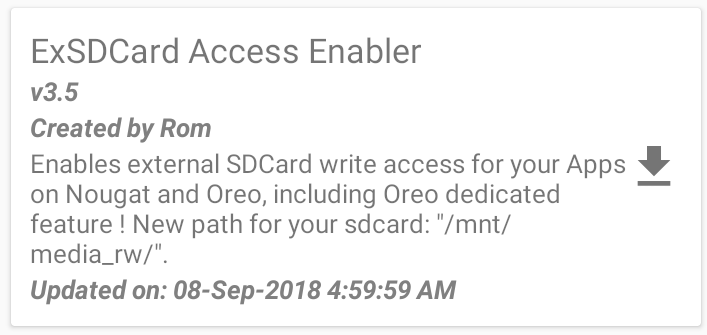 ExSDCard Access Enabler
v3.5
Created by Rom
Enables external SDCard write access for your Apps
on Nougat and Oreo, including Oreo dedicated
feature ! New path for your sdcard: "/mnt/
media_rw/".
Updated on: 08-Sep-2018 4:59:59 AM